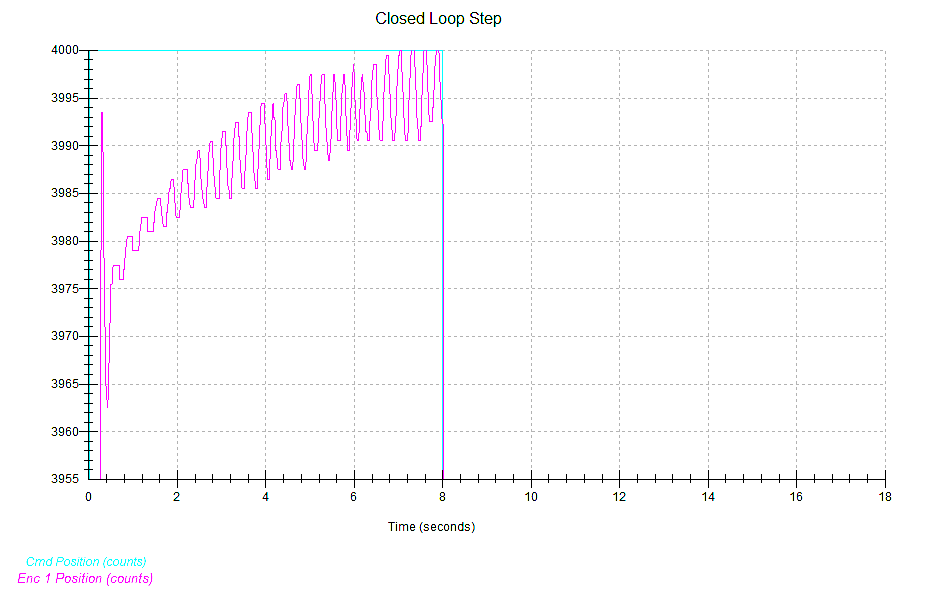 Closed Loop Step
4000
3995
3990
3985
3980
3975
3970
3965
3960
3955
0 2 4 6 8 10 12 14 16 18
Time (seconds)
Cmd Position (counts)
Enc 1 Position (counts)